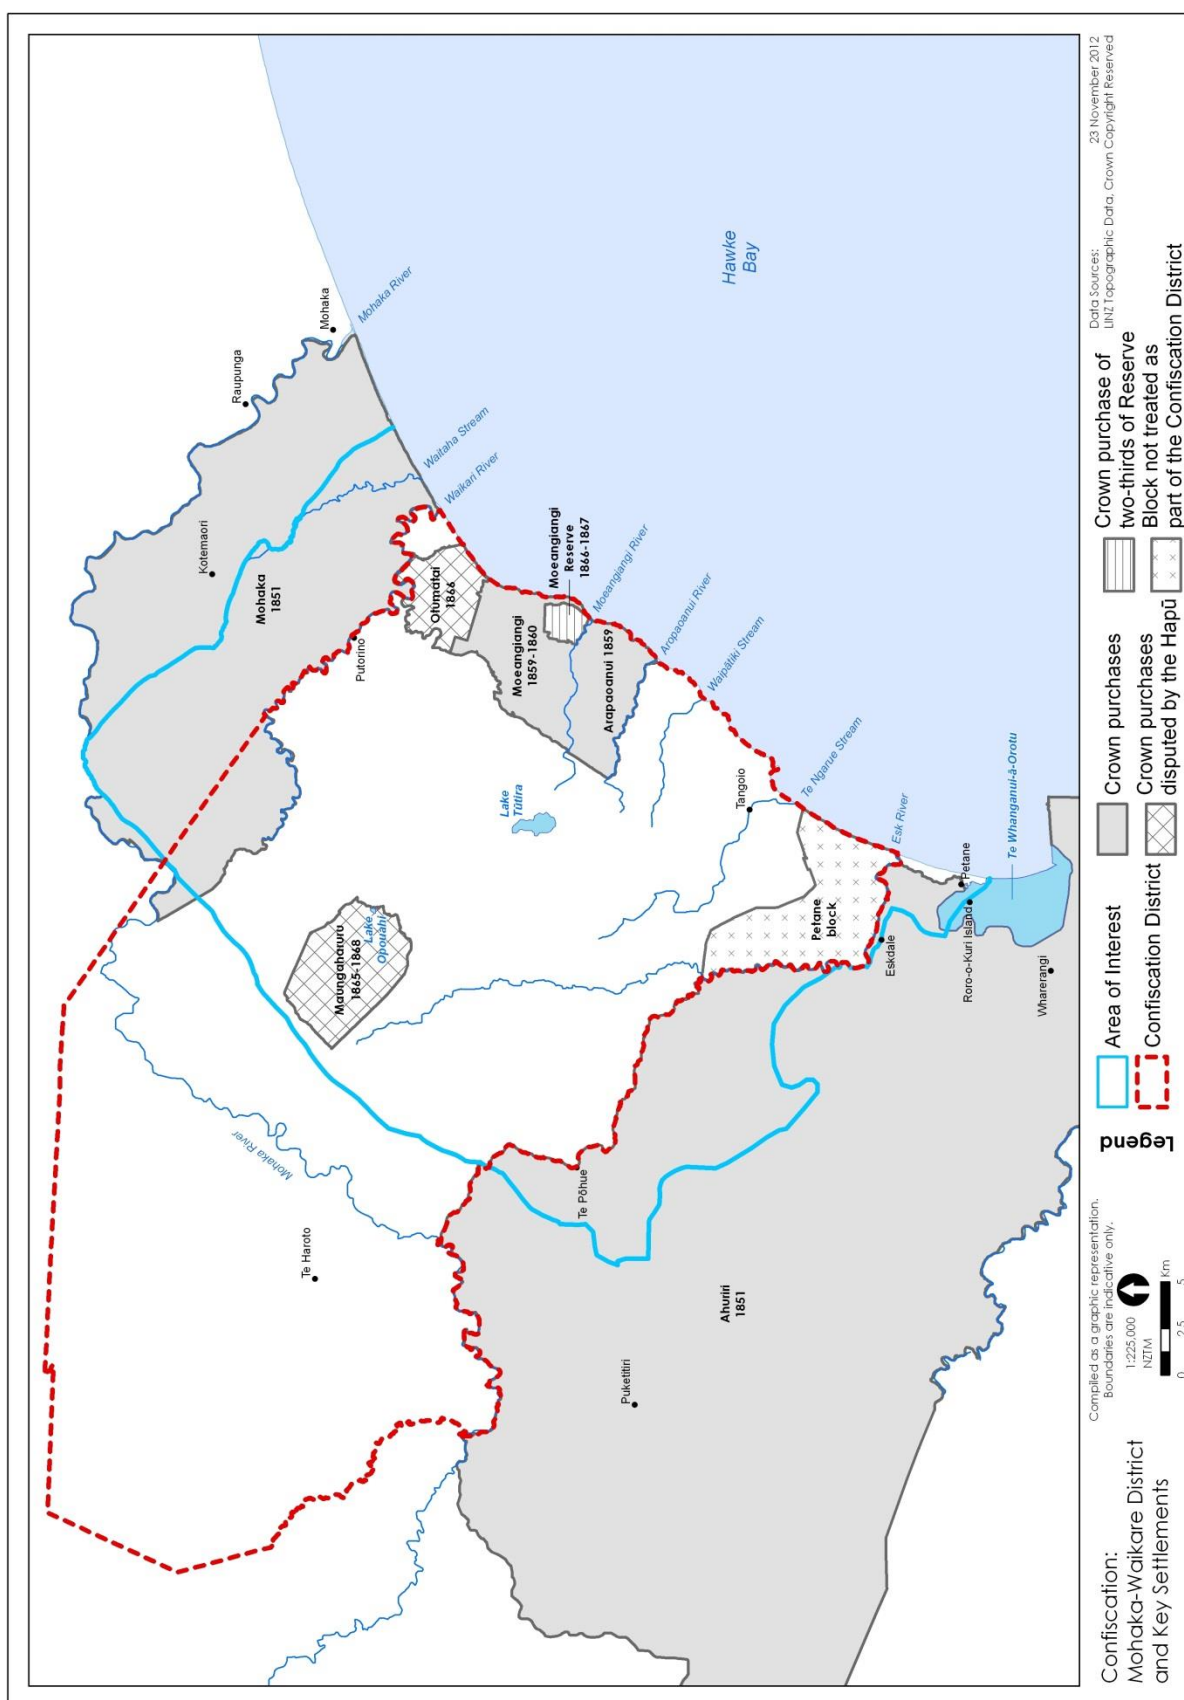 Kotemaori
Raupunga
Mohaka
Mohaka River
Waitaha Stream
Waikari River
Mohaka
1851
Putorino
Otumatai
1866
Moeangiangi
Reserve
1866-1867
Moeangiangi
1859-1860
Moeangiangi River
Arapaoanui 1859
Aropaoanui River
Waipātiki Stream
Hawke
Bay
Lake
Tūtira
Tangoio
Te Ngarue Stream
Esk River
Te Whanganui-ā-Orotu
Maungaharuru
1865-1868
Lake
Opouahi
Petane
block
Petane
Eskdale
Roro-o-Kuri Island
Wharerangi
Mohaka River
Te Haroto
Te Pōhue
Ahuriri
1851
Puketitiri
Confiscation:
Mohaka-Waikare District
and Key Settlements
Compiled as a graphic representation.
Boundaries are indicative only.
1:225,000
NZTM
0 2.5 5 Km
Legend
Area of Interest
Confiscation District
Crown purchases
Crown purchases
disputed by the Hapū
Crown purchase of
two-thirds of Reserve
Block not treated as
part of the Confiscation District
Data Sources: 23 November 2012
LINZ Topographic Data, Crown Copyright Reserved